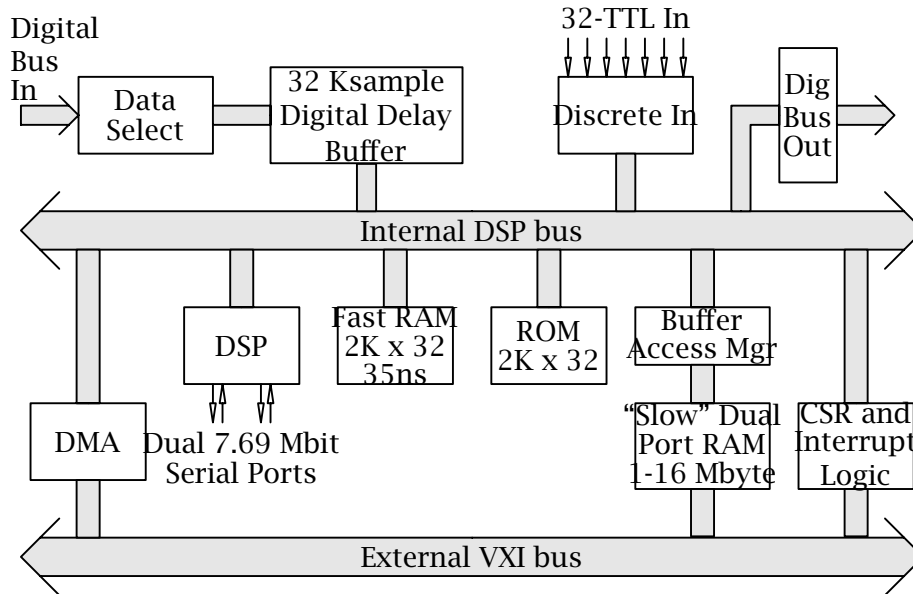 Digital
Bus
In
Data
Select
32 Ksample
Digital Delay
Buffer
32-TTL In
Discrete In
Dig
Bus
Out
Internal DSP bus
DSP
Fast RAM
2K x 32
35ns
ROM
2K x 32
Buffer
Access Mgr
DMA
Dual 7.69 Mbit
Serial Ports
“Slow” Dual
Port RAM
1-16 Mbyte
CSR and
Interrupt
Logic
External VXI bus